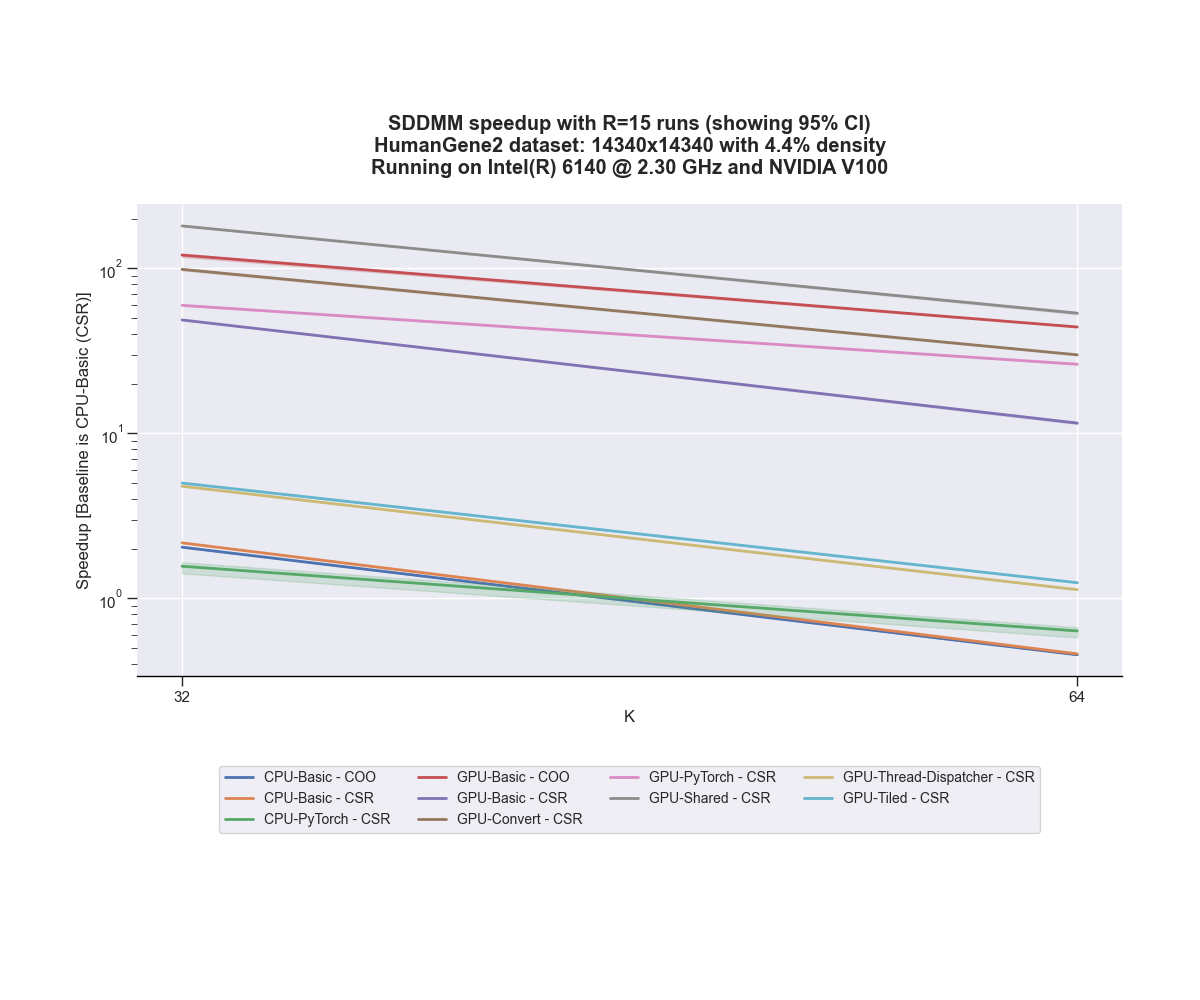 SDDMM speedup with R=15 runs (showing 95% CI)
HumanGene2 dataset: 14340x14340 with 4.4% density
Running on Intel(R) 6140 @ 2.30 GHz and NVIDIA V100
Speedup [Baseline is CPU-Basic (CSR)]
10²
10¹
10⁰
32 64
K
CPU-Basic - COO GPU-Basic - COO GPU-PyTorch - CSR GPU-Thread-Dispatcher - CSR
CPU-Basic - CSR GPU-Basic - CSR GPU-Shared - CSR GPU-Tiled - CSR
CPU-PyTorch - CSR GPU-Convert - CSR